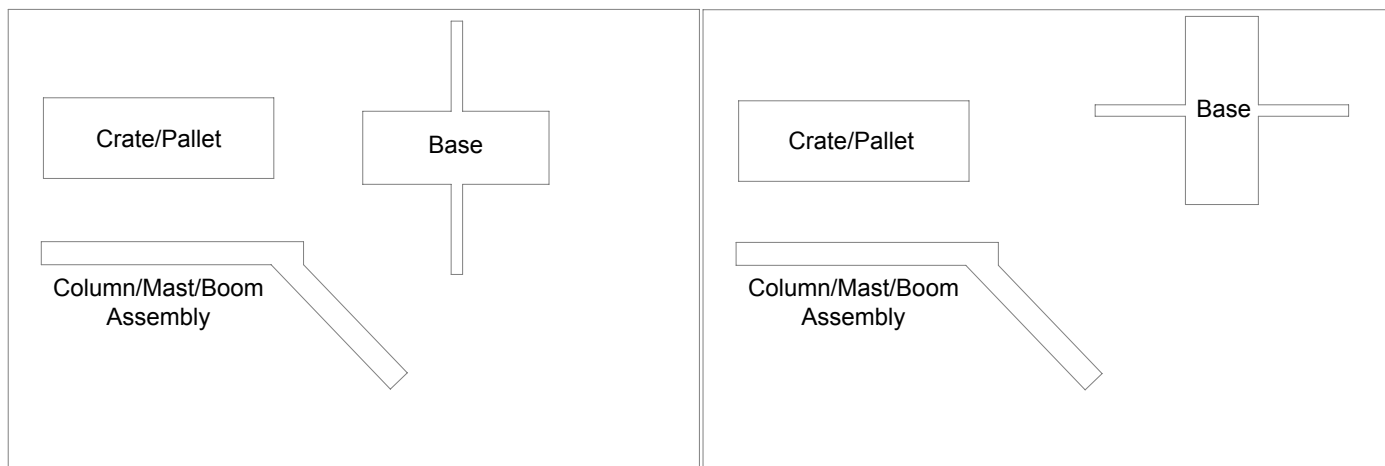 Crate/Pallet
Base
Column/Mast/Boom
Assembly
Crate/Pallet
Base
Column/Mast/Boom
Assembly